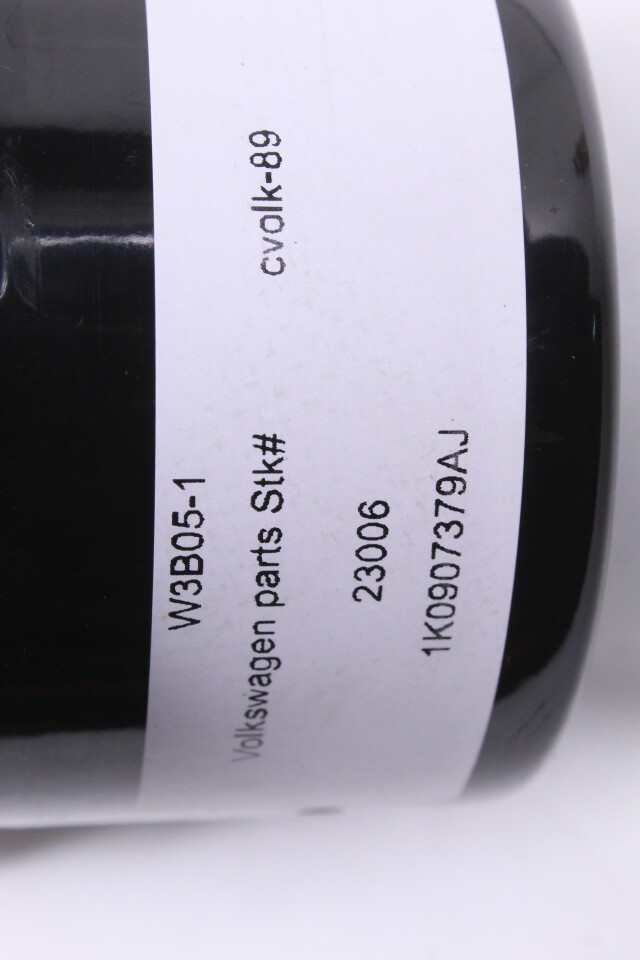 W3B05-1
Volkswagen parts Stk# cvolk-89
23006
1K0907379AJ